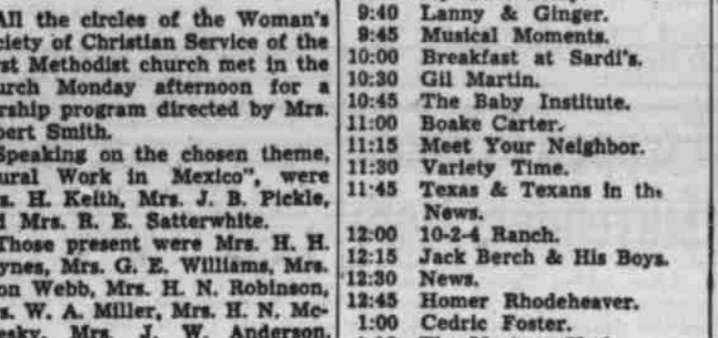 All the circles of the Woman's
ciety of Christian Service of the
rst Methodist church met in the
urch Monday afternoon for a
rship program directed by Mrs.
bert Smith.
Speaking on the chosen theme,
ural Work in Mexico", were
s. H. Keith, Mrs. J. B. Pickle,
d Mrs. R. E. Satterwhite.
Those present were Mrs. H. H.
ynes, Mrs. G. E. Williams, Mrs.
on Webb, Mrs. H. N. Robinson,
s. W. A. Miller, Mrs. H. N. Mc-
esky, Mrs. J. W. Anderson,
9:40 Lanny & Ginger.
9:45 Musical Moments.
10:00 Breakfast at Sardi's.
10:30 Gil Martin.
10:45 The Baby Institute.
11:00 Boake Carter.
11:15 Meet Your Neighbor.
11:30 Variety Time.
11:45 Texas & Texans in the
News.
12:00 10-2-4 Ranch.
12:15 Jack Berch & His Boys.
12:30 News.
12:45 Homer Rhodeheaver.
1:00 Cedric Foster.